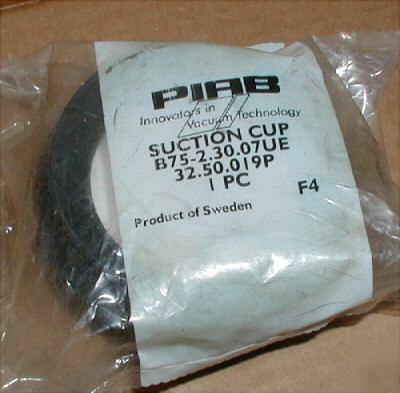 PIAB
Innovators in
Vacuum Technology
SUCTION CUP
B75-2.30.07UE
32.50.019P
1 PC
F4
Product of Sweden